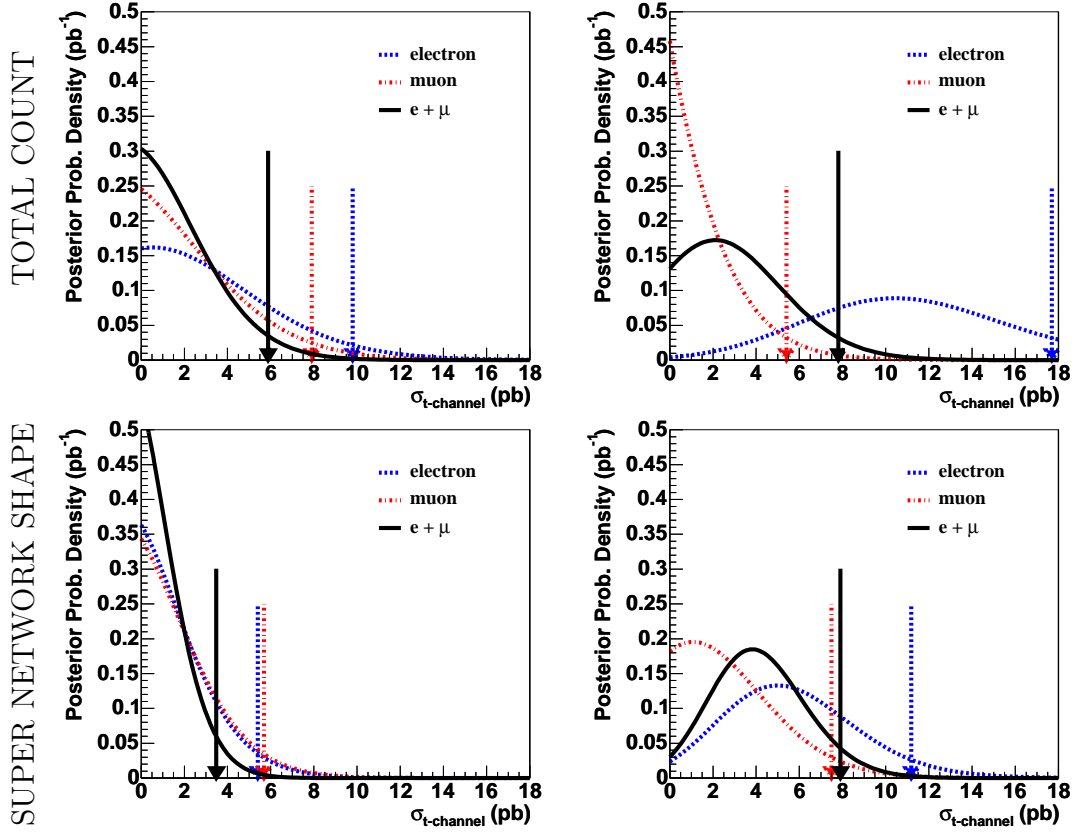 TOTAL COUNT
Posterior Prob. Density (pb⁻¹)
0.5
0.45
0.4
0.35
0.3
0.25
0.2
0.15
0.1
0.05
0
electron
muon
e + μ
0 2 4 6 8 10 12 14 16 18
σt-channel (pb)
Posterior Prob. Density (pb⁻¹)
0.5
0.45
0.4
0.35
0.3
0.25
0.2
0.15
0.1
0.05
0
electron
muon
e + μ
0 2 4 6 8 10 12 14 16 18
σt-channel (pb)
SUPER NETWORK SHAPE
Posterior Prob. Density (pb⁻¹)
0.5
0.45
0.4
0.35
0.3
0.25
0.2
0.15
0.1
0.05
0
electron
muon
e + μ
0 2 4 6 8 10 12 14 16 18
σt-channel (pb)
Posterior Prob. Density (pb⁻¹)
0.5
0.45
0.4
0.35
0.3
0.25
0.2
0.15
0.1
0.05
0
electron
muon
e + μ
0 2 4 6 8 10 12 14 16 18
σt-channel (pb)